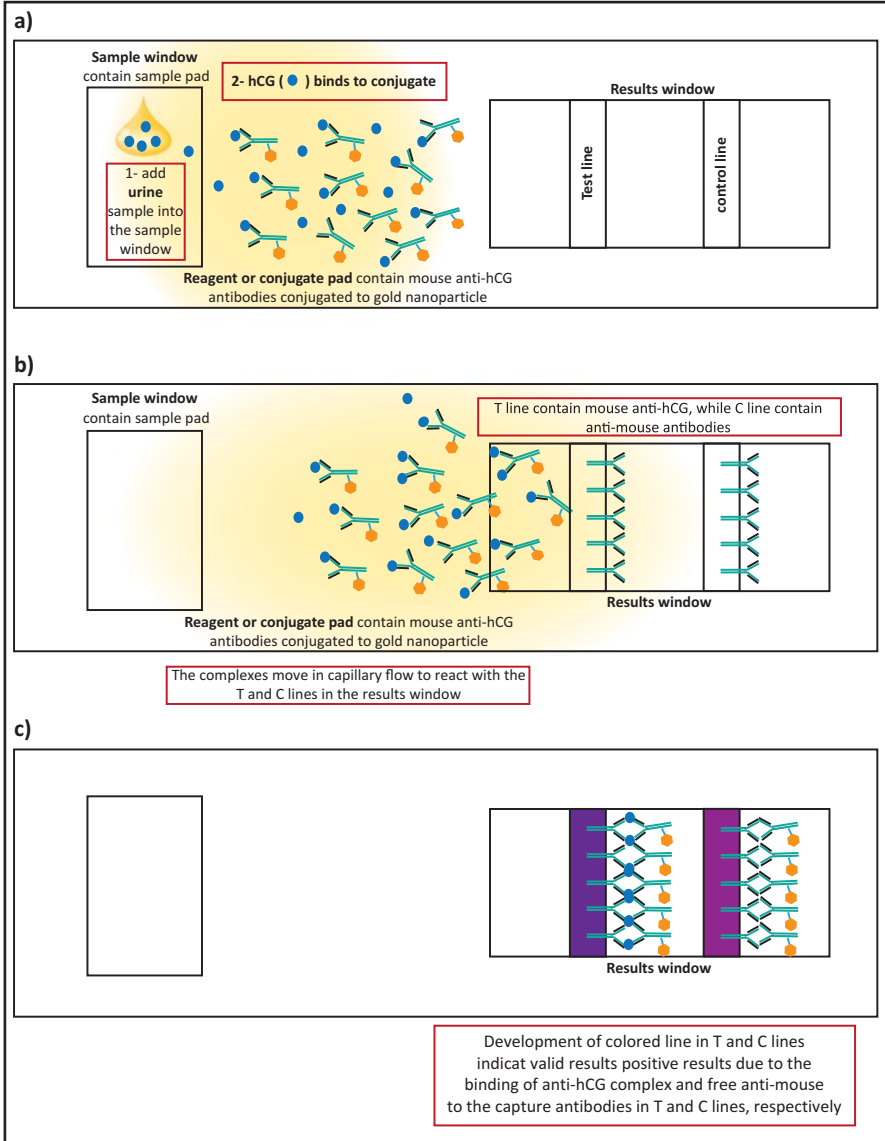 a)
Sample window
contain sample pad
2- hCG ( ) binds to conjugate
1- add
urine
sample into
the sample
window
Results window
Test line
control line
Reagent or conjugate pad contain mouse anti-hCG
antibodies conjugated to gold nanoparticle
b)
Sample window
contain sample pad
T line contain mouse anti-hCG, while C line contain
anti-mouse antibodies
Results window
Reagent or conjugate pad contain mouse anti-hCG
antibodies conjugated to gold nanoparticle
The complexes move in capillary flow to react with the
T and C lines in the results window
c)
Results window
Development of colored line in T and C lines
indicat valid results positive results due to the
binding of anti-hCG complex and free anti-mouse
to the capture antibodies in T and C lines, respectively